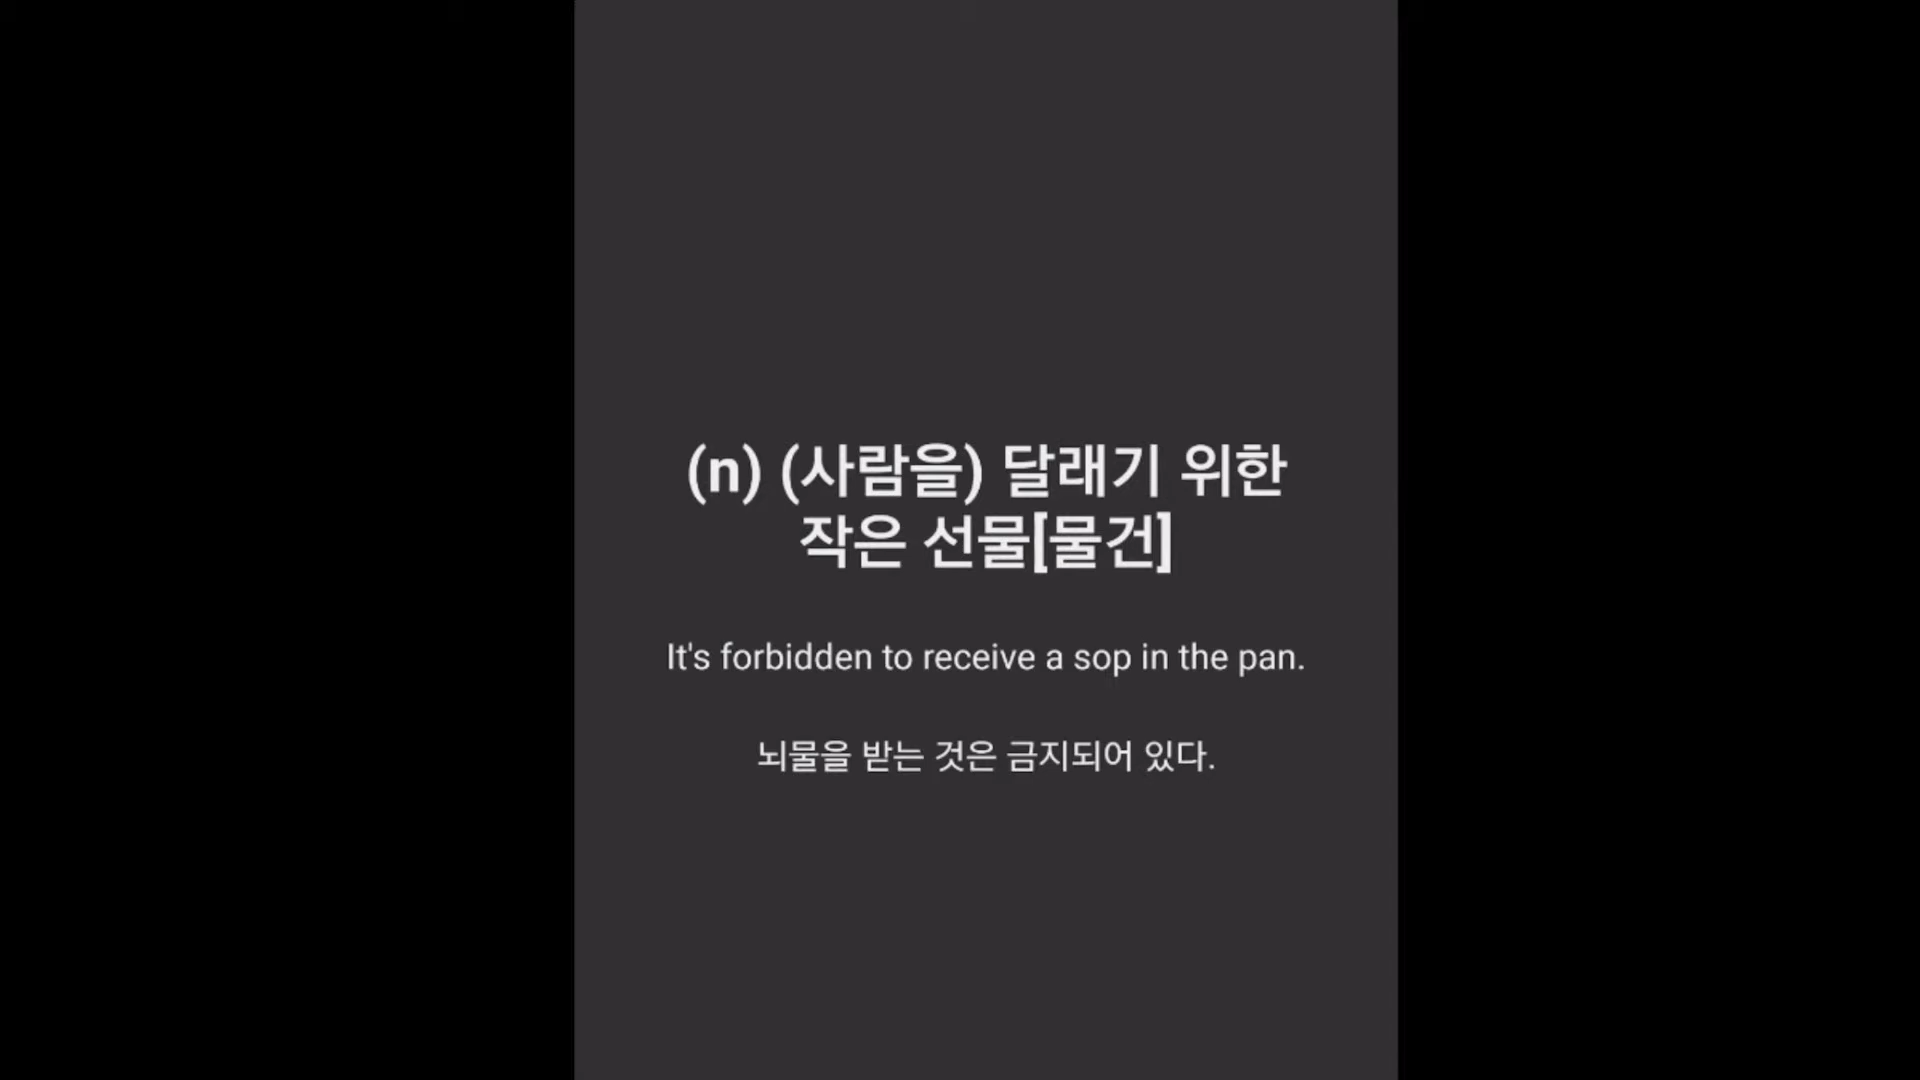 (n) (사람을) 달래기 위한
작은 선물[물건]
It's forbidden to receive a sop in the pan.
뇌물을 받는 것은 금지되어 있다.